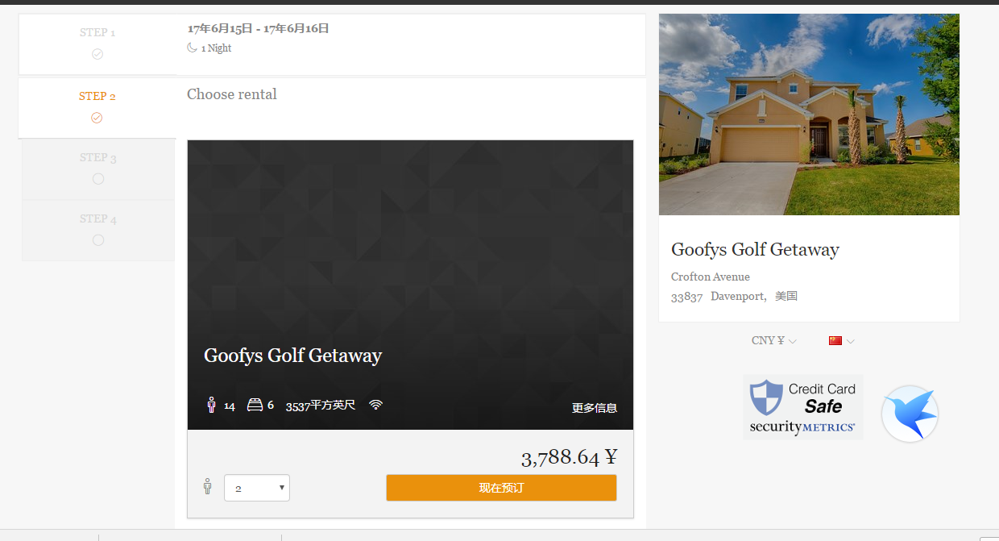 STEP 1
17年6月15日 - 17年6月16日
1 Night
STEP 2
Choose rental
STEP 3
STEP 4
Goofys Golf Getaway
14 6 3537平方英尺
更多信息
3,788.64 ¥
2
现在预订
Goofys Golf Getaway
Crofton Avenue
33837 Davenport, 美国
CNY ¥
Credit Card
Safe
securityMETRICS®